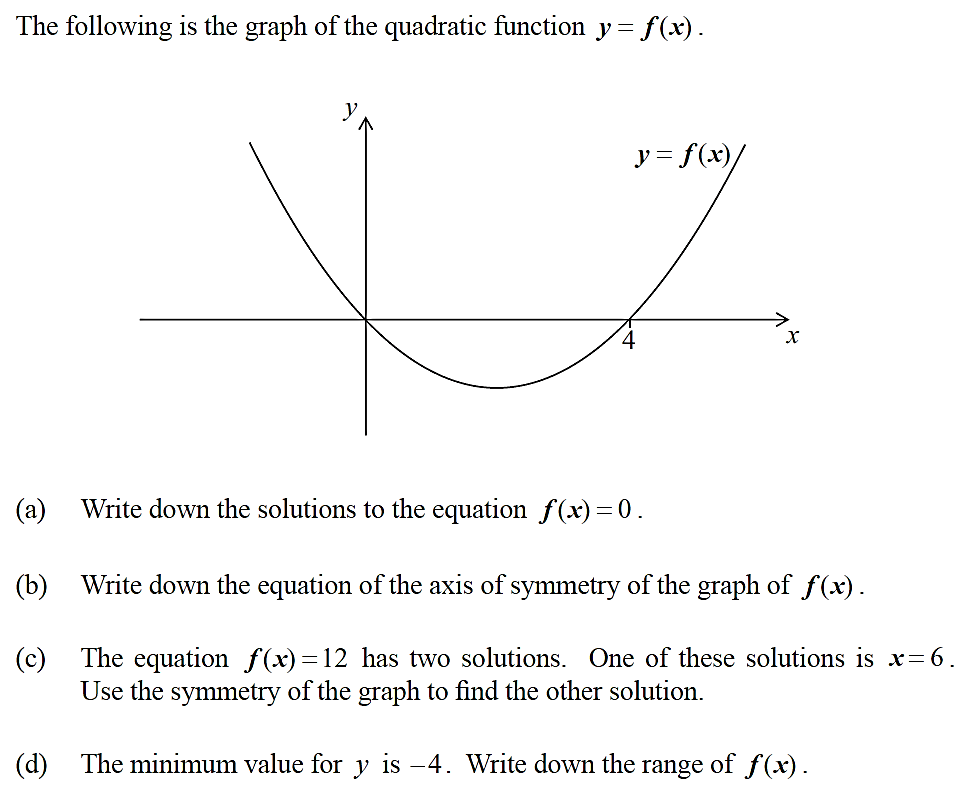 The following is the graph of the quadratic function y = f(x).
y
y = f(x)
4
x
(a) Write down the solutions to the equation f(x) = 0.
(b) Write down the equation of the axis of symmetry of the graph of f(x).
(c) The equation f(x) = 12 has two solutions. One of these solutions is x = 6.
Use the symmetry of the graph to find the other solution.
(d) The minimum value for y is −4. Write down the range of f(x).